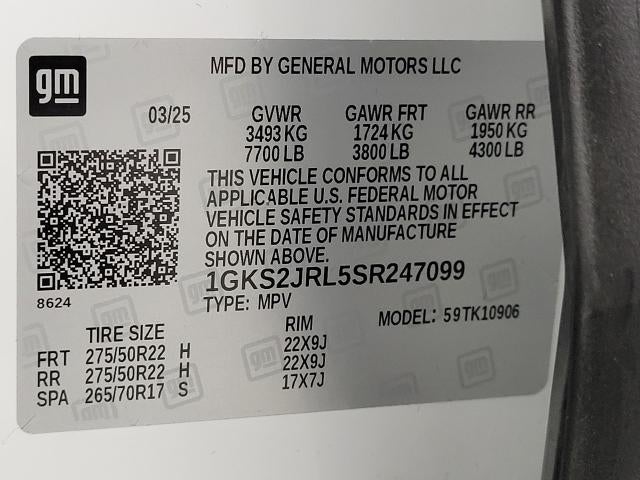 gm
MFD BY GENERAL MOTORS LLC
03/25 GVWR GAWR FRT GAWR RR
3493 KG 1724 KG 1950 KG
7700 LB 3800 LB 4300 LB
THIS VEHICLE CONFORMS TO ALL
APPLICABLE U.S. FEDERAL MOTOR
VEHICLE SAFETY STANDARDS IN EFFECT
ON THE DATE OF MANUFACTURE
SHOWN ABOVE.
1GKS2JRL5SR247099
8624
TYPE: MPV
MODEL: 59TK10906
TIRE SIZE RIM
FRT 275/50R22 H 22X9J
RR 275/50R22 H 22X9J
SPA 265/70R17 S 17X7J